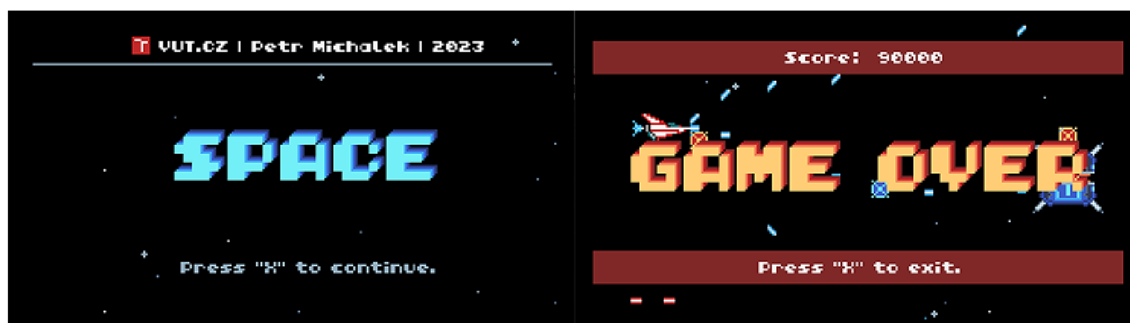 T VUT.CZ | Petr Michalek | 2023
SPACE
Press "X" to continue.
Score: 90000
GAME OVER
Press "X" to exit.